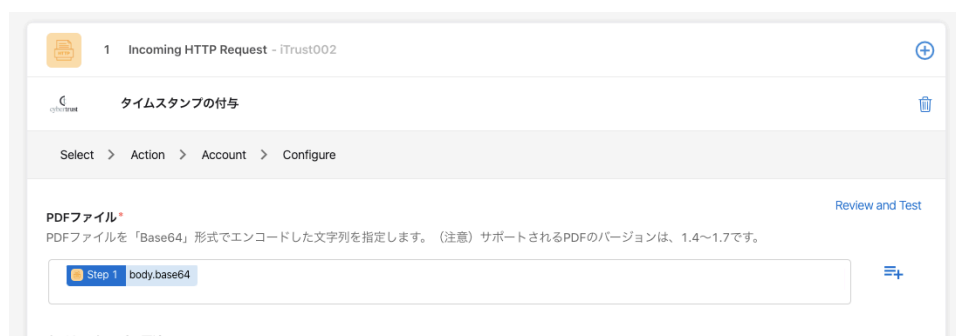 1 Incoming HTTP Request - iTrust002
cybertrust
タイムスタンプの付与
Select > Action > Account > Configure
Review and Test
PDFファイル*
PDFファイルを「Base64」形式でエンコードした文字列を指定します。（注意）サポートされるPDFのバージョンは、1.4〜1.7です。
Step 1 body.base64